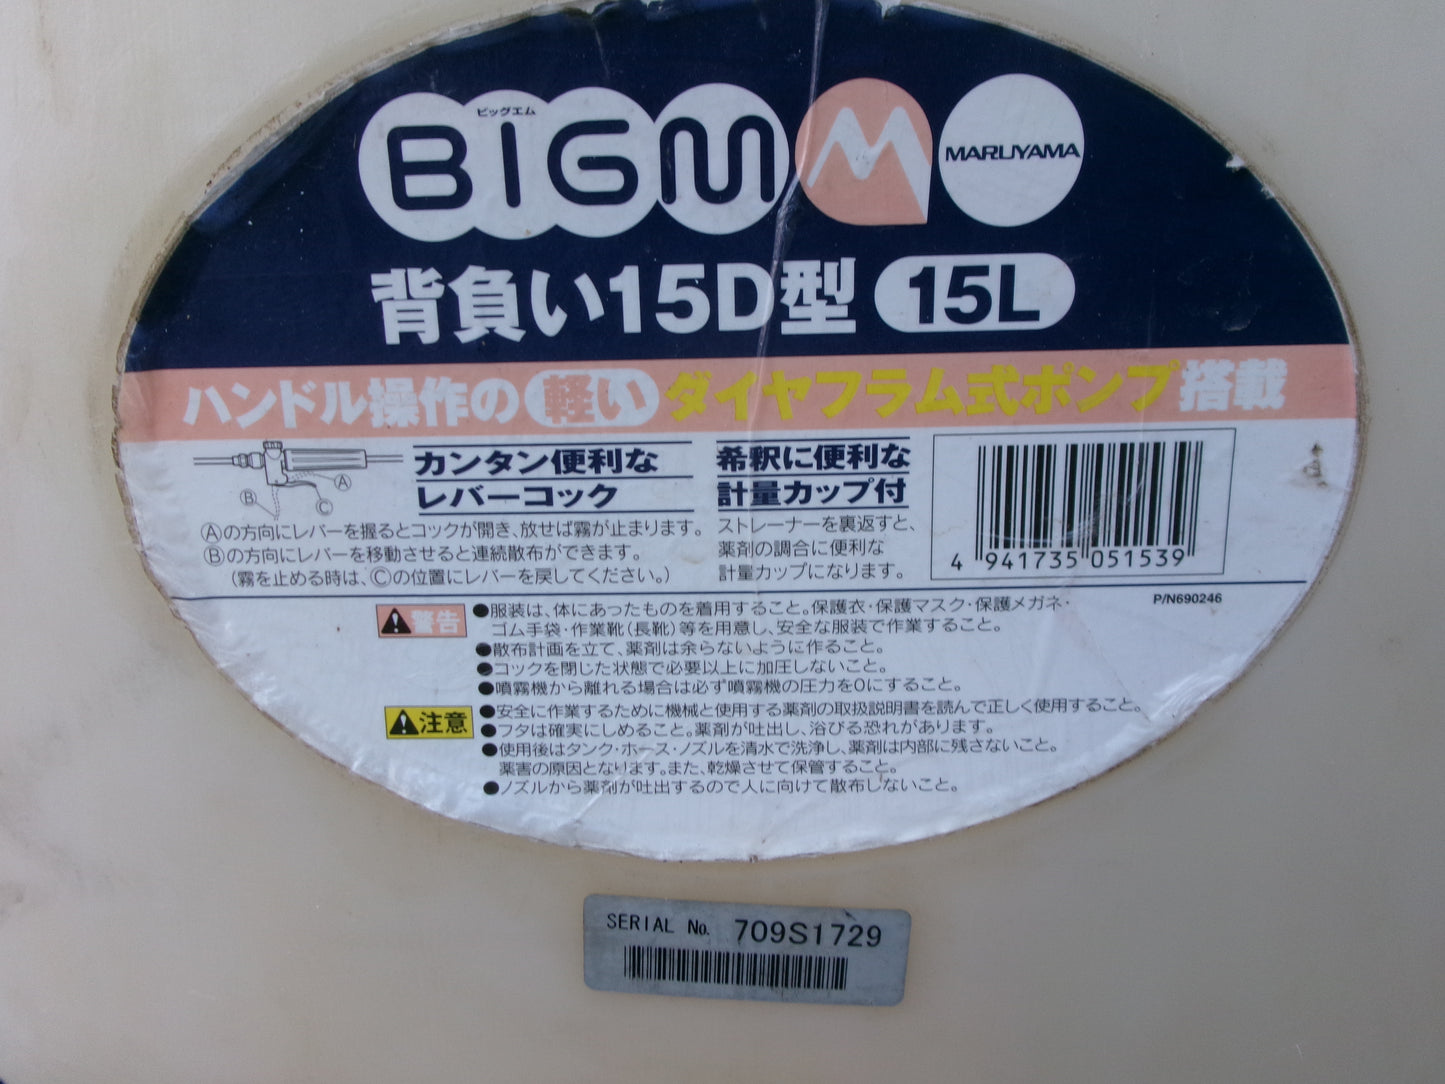 ビッグエム
BIGM
MARUYAMA
背負い15D型 15L
ハンドル操作の軽いダイヤフラム式ポンプ搭載
カンタン便利な
レバーコック
Ⓐ
Ⓑ
Ⓒ
Ⓐの方向にレバーを握るとコックが開き、放せば霧が止まります。
Ⓑの方向にレバーを移動させると連続散布ができます。
(霧を止める時は、Ⓒの位置にレバーを戻してください。)
希釈に便利な
計量カップ付
ストレーナーを裏返すと、
薬剤の調合に便利な
計量カップになります。
4 941735 051539
P/N690246
警告
●服装は、体にあったものを着用すること。保護衣・保護マスク・保護メガネ・
ゴム手袋・作業靴(長靴)等を用意し、安全な服装で作業すること。
●散布計画を立て、薬剤は余らないように作ること。
●コックを閉じた状態で必要以上に加圧しないこと。
●噴霧機から離れる場合は必ず噴霧機の圧力を0にすること。
注意
●安全に作業するために機械と使用する薬剤の取扱説明書を読んで正しく使用すること。
●フタは確実にしめること。薬剤が吐出し、浴びる恐れがあります。
●使用後はタンク・ホース・ノズルを清水で洗浄し、薬剤は内部に残さないこと。
薬害の原因となります。また、乾燥させて保管すること。
●ノズルから薬剤が吐出するので人に向けて散布しないこと。
SERIAL No. 709S1729